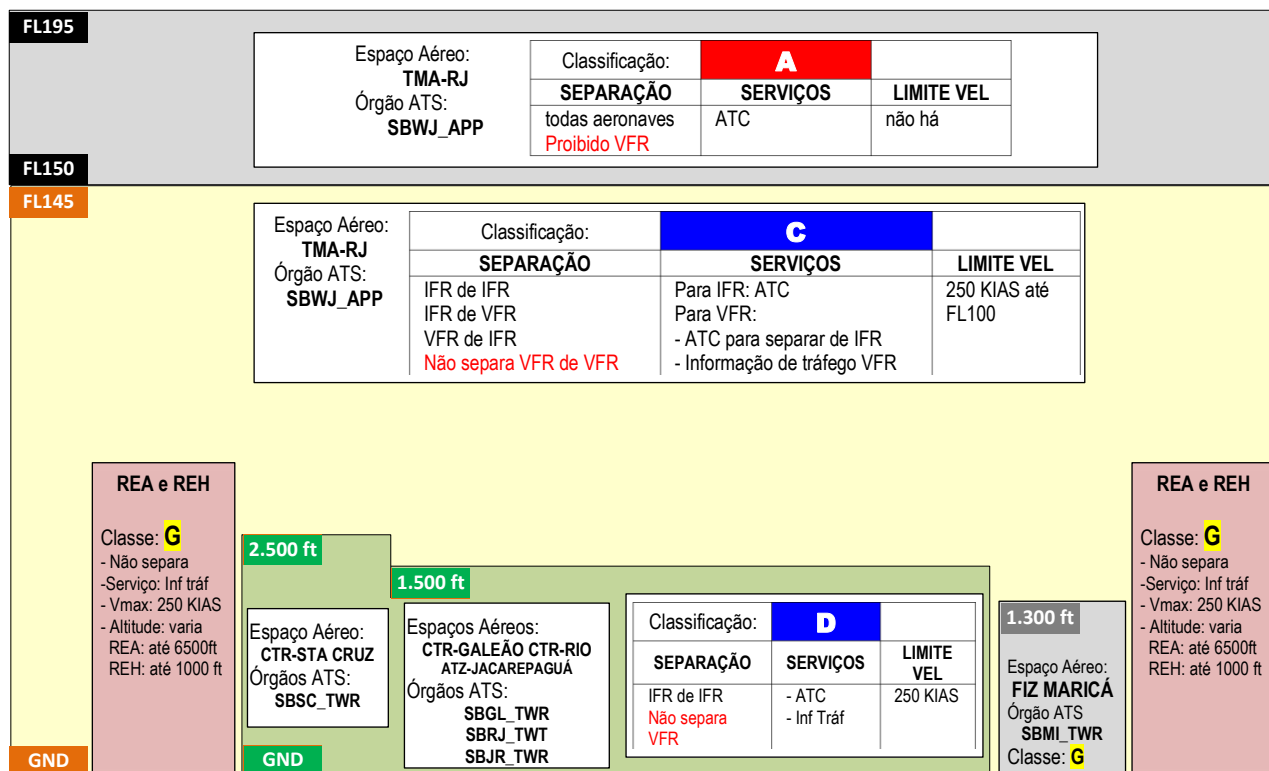 FL195
Espaço Aéreo:
TMA-RJ
Órgão ATS:
SBWJ_APP
Classificação: A
SEPARAÇÃO SERVIÇOS LIMITE VEL
todas aeronaves ATC não há
Proibido VFR
FL150
FL145
Espaço Aéreo:
TMA-RJ
Órgão ATS:
SBWJ_APP
Classificação: C
SEPARAÇÃO SERVIÇOS LIMITE VEL
IFR de IFR Para IFR: ATC 250 KIAS até
IFR de VFR Para VFR: FL100
VFR de IFR - ATC para separar de IFR
Não separa VFR de VFR - Informação de tráfego VFR
REA e REH
Classe: G
- Não separa
-Serviço: Inf tráf
- Vmax: 250 KIAS
- Altitude: varia
REA: até 6500ft
REH: até 1000 ft
2.500 ft
Espaço Aéreo:
CTR-STA CRUZ
Órgãos ATS:
SBSC_TWR
1.500 ft
Espaços Aéreos:
CTR-GALEÃO CTR-RIO
ATZ-JACAREPAGUÁ
Órgãos ATS:
SBGL_TWR
SBRJ_TWT
SBJR_TWR
Classificação: D
SEPARAÇÃO SERVIÇOS LIMITE
VEL
IFR de IFR - ATC 250 KIAS
Não separa - Inf Tráf
VFR
1.300 ft
Espaço Aéreo:
FIZ MARICÁ
Órgão ATS
SBMI_TWR
Classe: G
REA e REH
Classe: G
- Não separa
-Serviço: Inf tráf
- Vmax: 250 KIAS
- Altitude: varia
REA: até 6500ft
REH: até 1000 ft
GND
GND